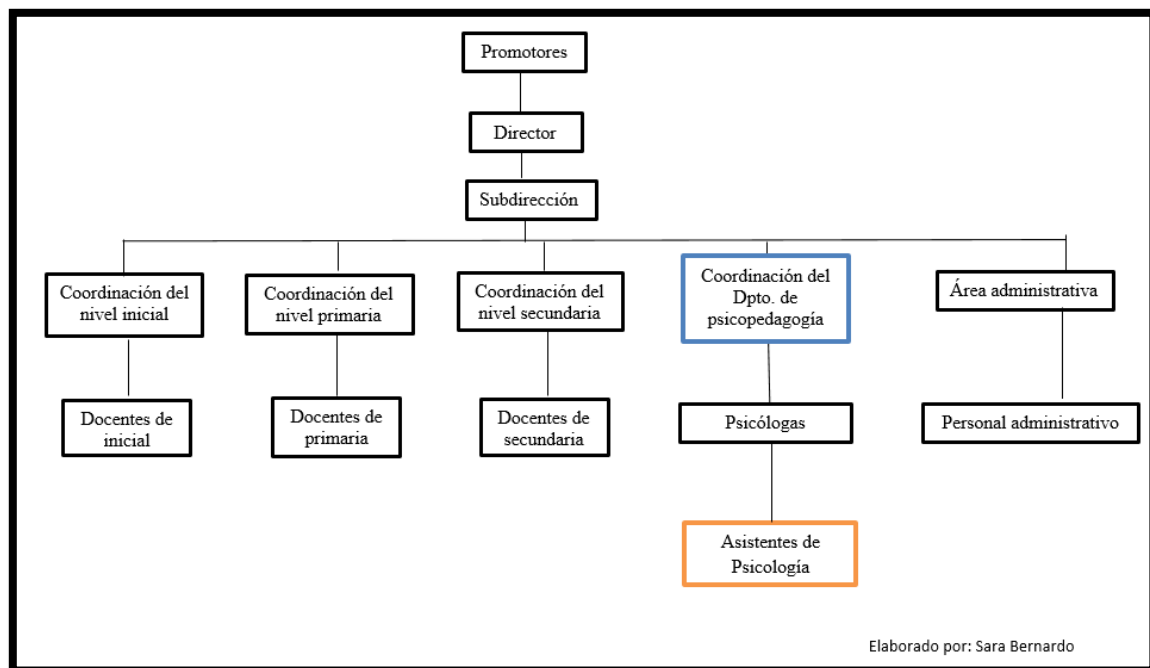 Promotores
Director
Subdirección
Coordinación del
nivel inicial
Coordinación del
nivel primaria
Coordinación del
nivel secundaria
Coordinación del
Dpto. de
psicopedagogía
Área administrativa
Docentes de
inicial
Docentes de
primaria
Docentes de
secundaria
Psicólogas
Personal administrativo
Asistentes de
Psicología
Elaborado por: Sara Bernardo